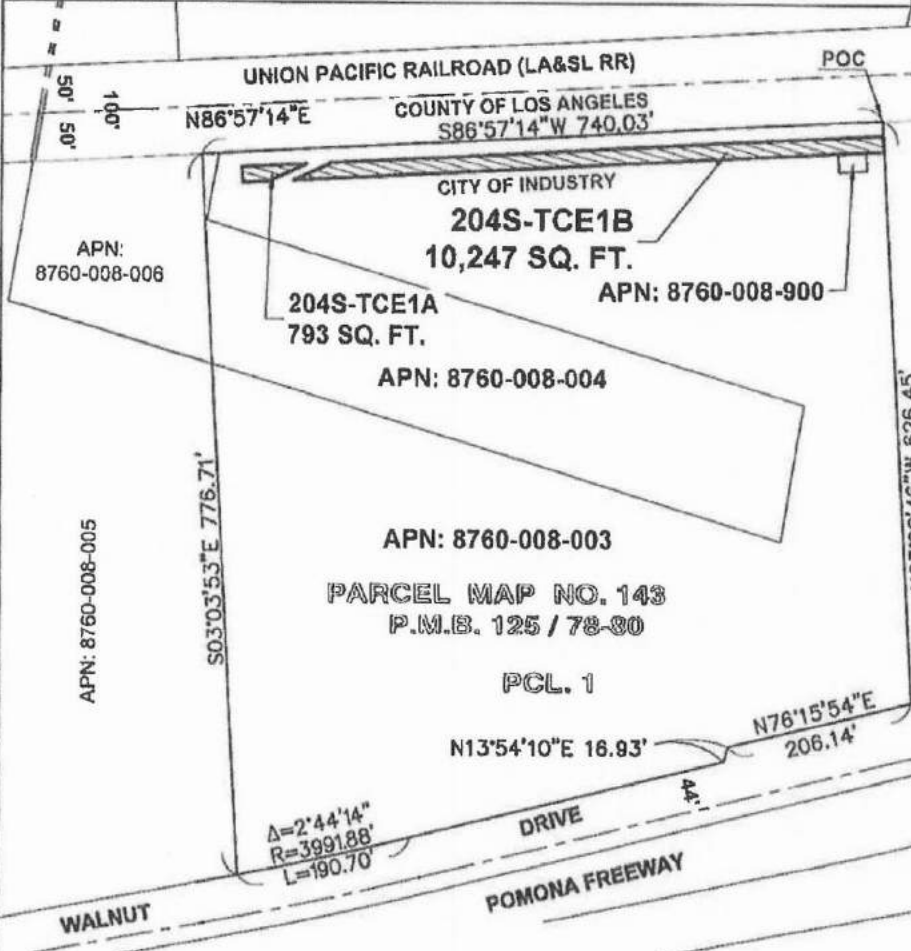 UNION PACIFIC RAILROAD (LA&SL RR)
POC
50'
100'
50'
N86°57'14"E
COUNTY OF LOS ANGELES
S86°57'14"W 740.03'
CITY OF INDUSTRY
204S-TCE1B
10,247 SQ. FT.
APN:
8760-008-006
APN: 8760-008-900
204S-TCE1A
793 SQ. FT.
APN: 8760-008-004
626.45'
S03°03'53"E 776.71'
APN: 8760-008-005
APN: 8760-008-003
PARCEL MAP NO. 143
P.M.B. 125 / 78-80
PCL. 1
N76°15'54"E
206.14'
N13°54'10"E 16.93'
44'
Δ=2°44'14"
R=3991.88'
L=190.70'
DRIVE
WALNUT
POMONA FREEWAY